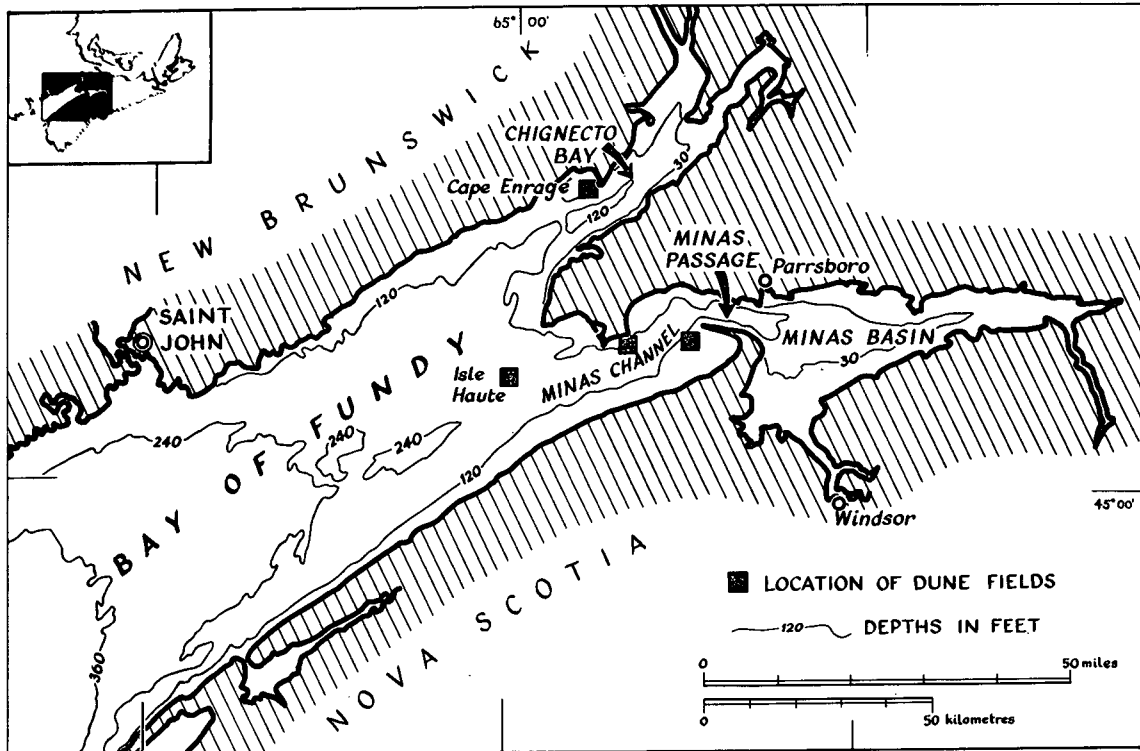 65° 00'
NEW BRUNSWICK
CHIGNECTO
BAY
Cape Enragé
30
120
MINAS
PASSAGE
Parrsboro
120
SAINT
JOHN
MINAS BASIN
30
Isle
Haute
MINAS CHANNEL
BAY OF FUNDY
240
240
240
120
45° 00'
Windsor
360
NOVA SCOTIA
LOCATION OF DUNE FIELDS
120 DEPTHS IN FEET
0 50 miles
0 50 kilometres